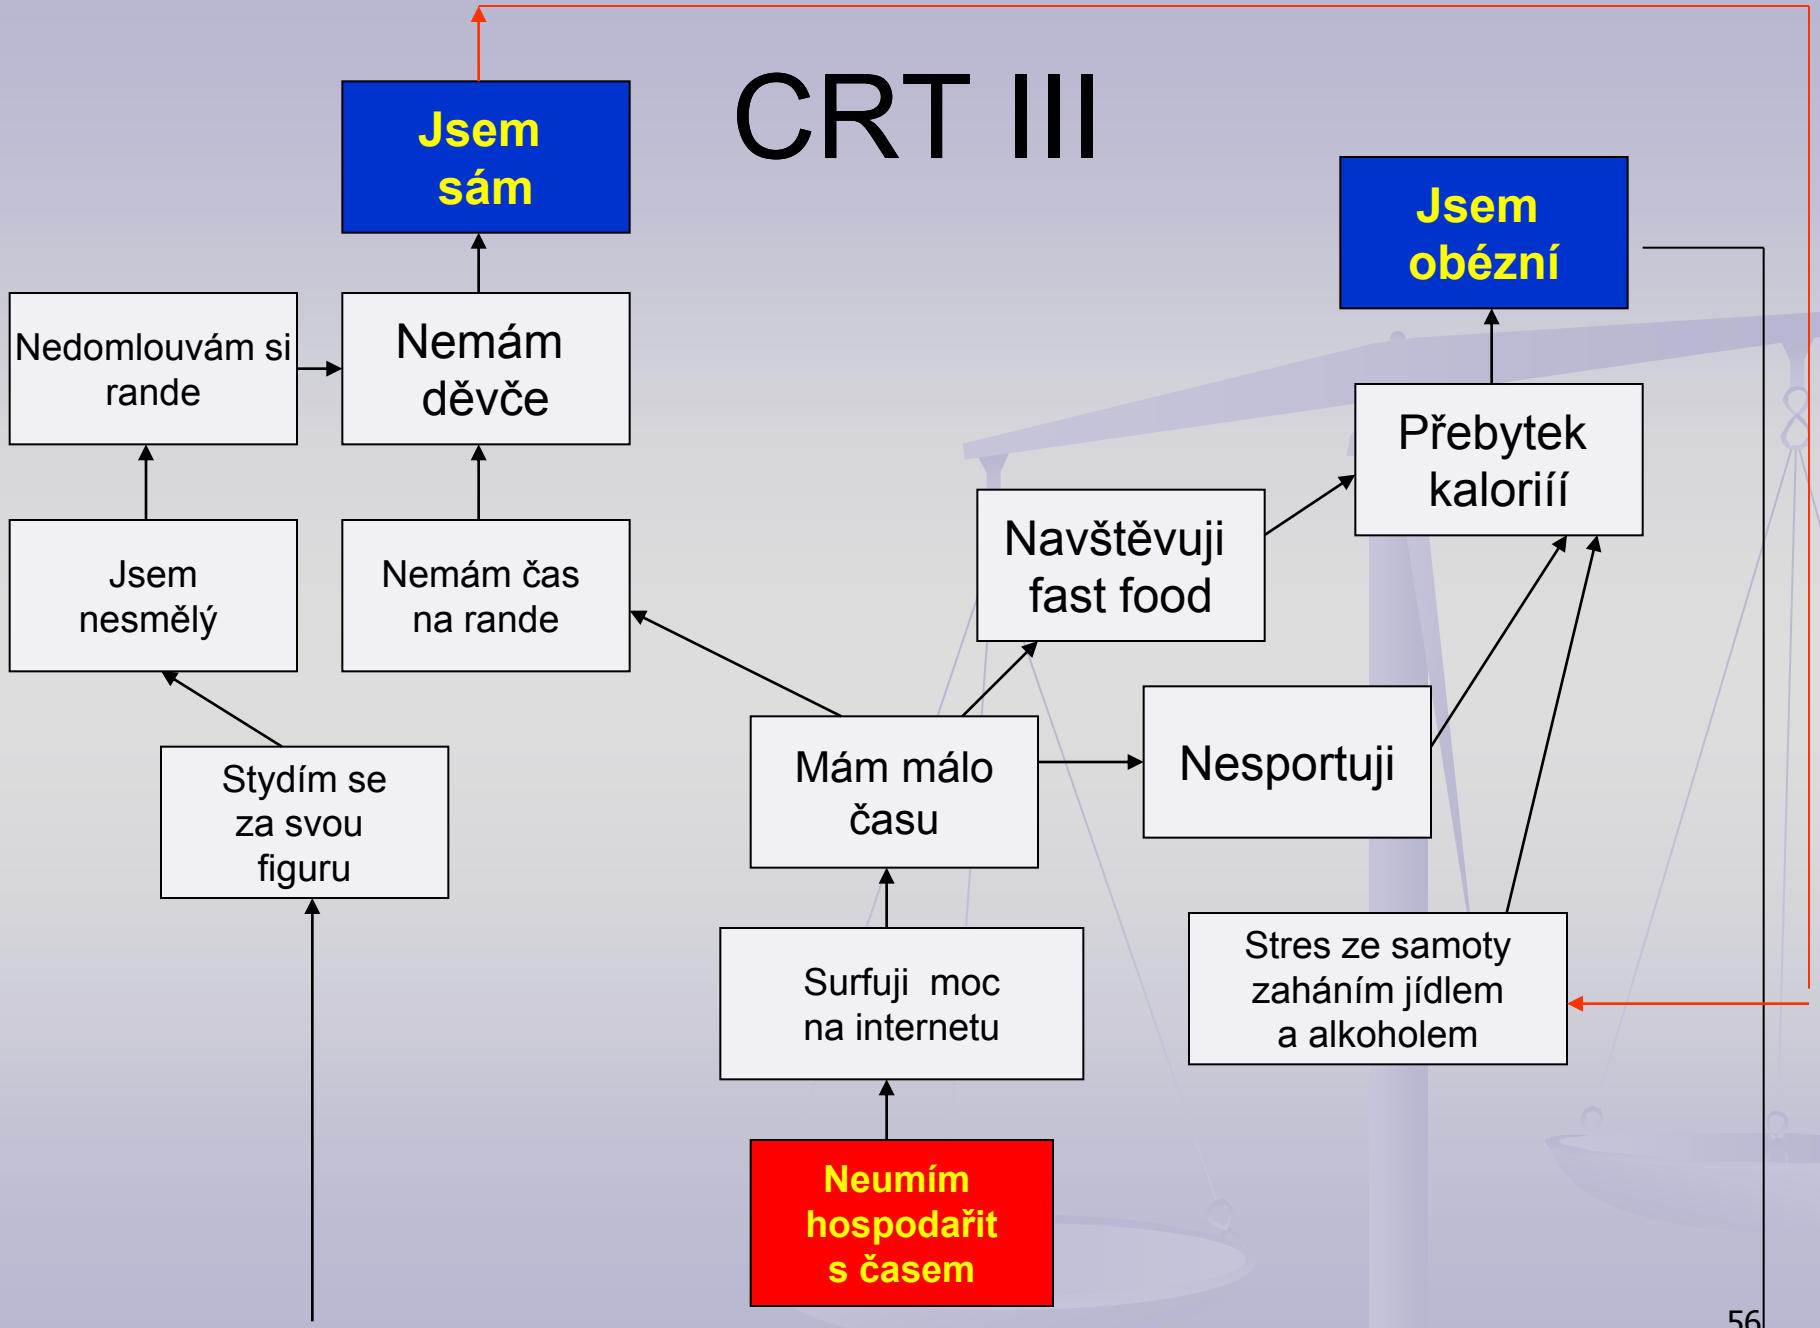 CRT III
Jsem
sám
Jsem
obézní
Nedomlouvám si
rande
Nemám
děvče
Přebytek
kaloriíí
Navštěvuji
fast food
Jsem
nesmělý
Nemám čas
na rande
Mám málo
času
Nesportuji
Stydím se
za svou
figuru
Surfuji  moc
na internetu
Stres ze samoty
zaháním jídlem
a alkoholem
Neumím
hospodařit
s časem
56